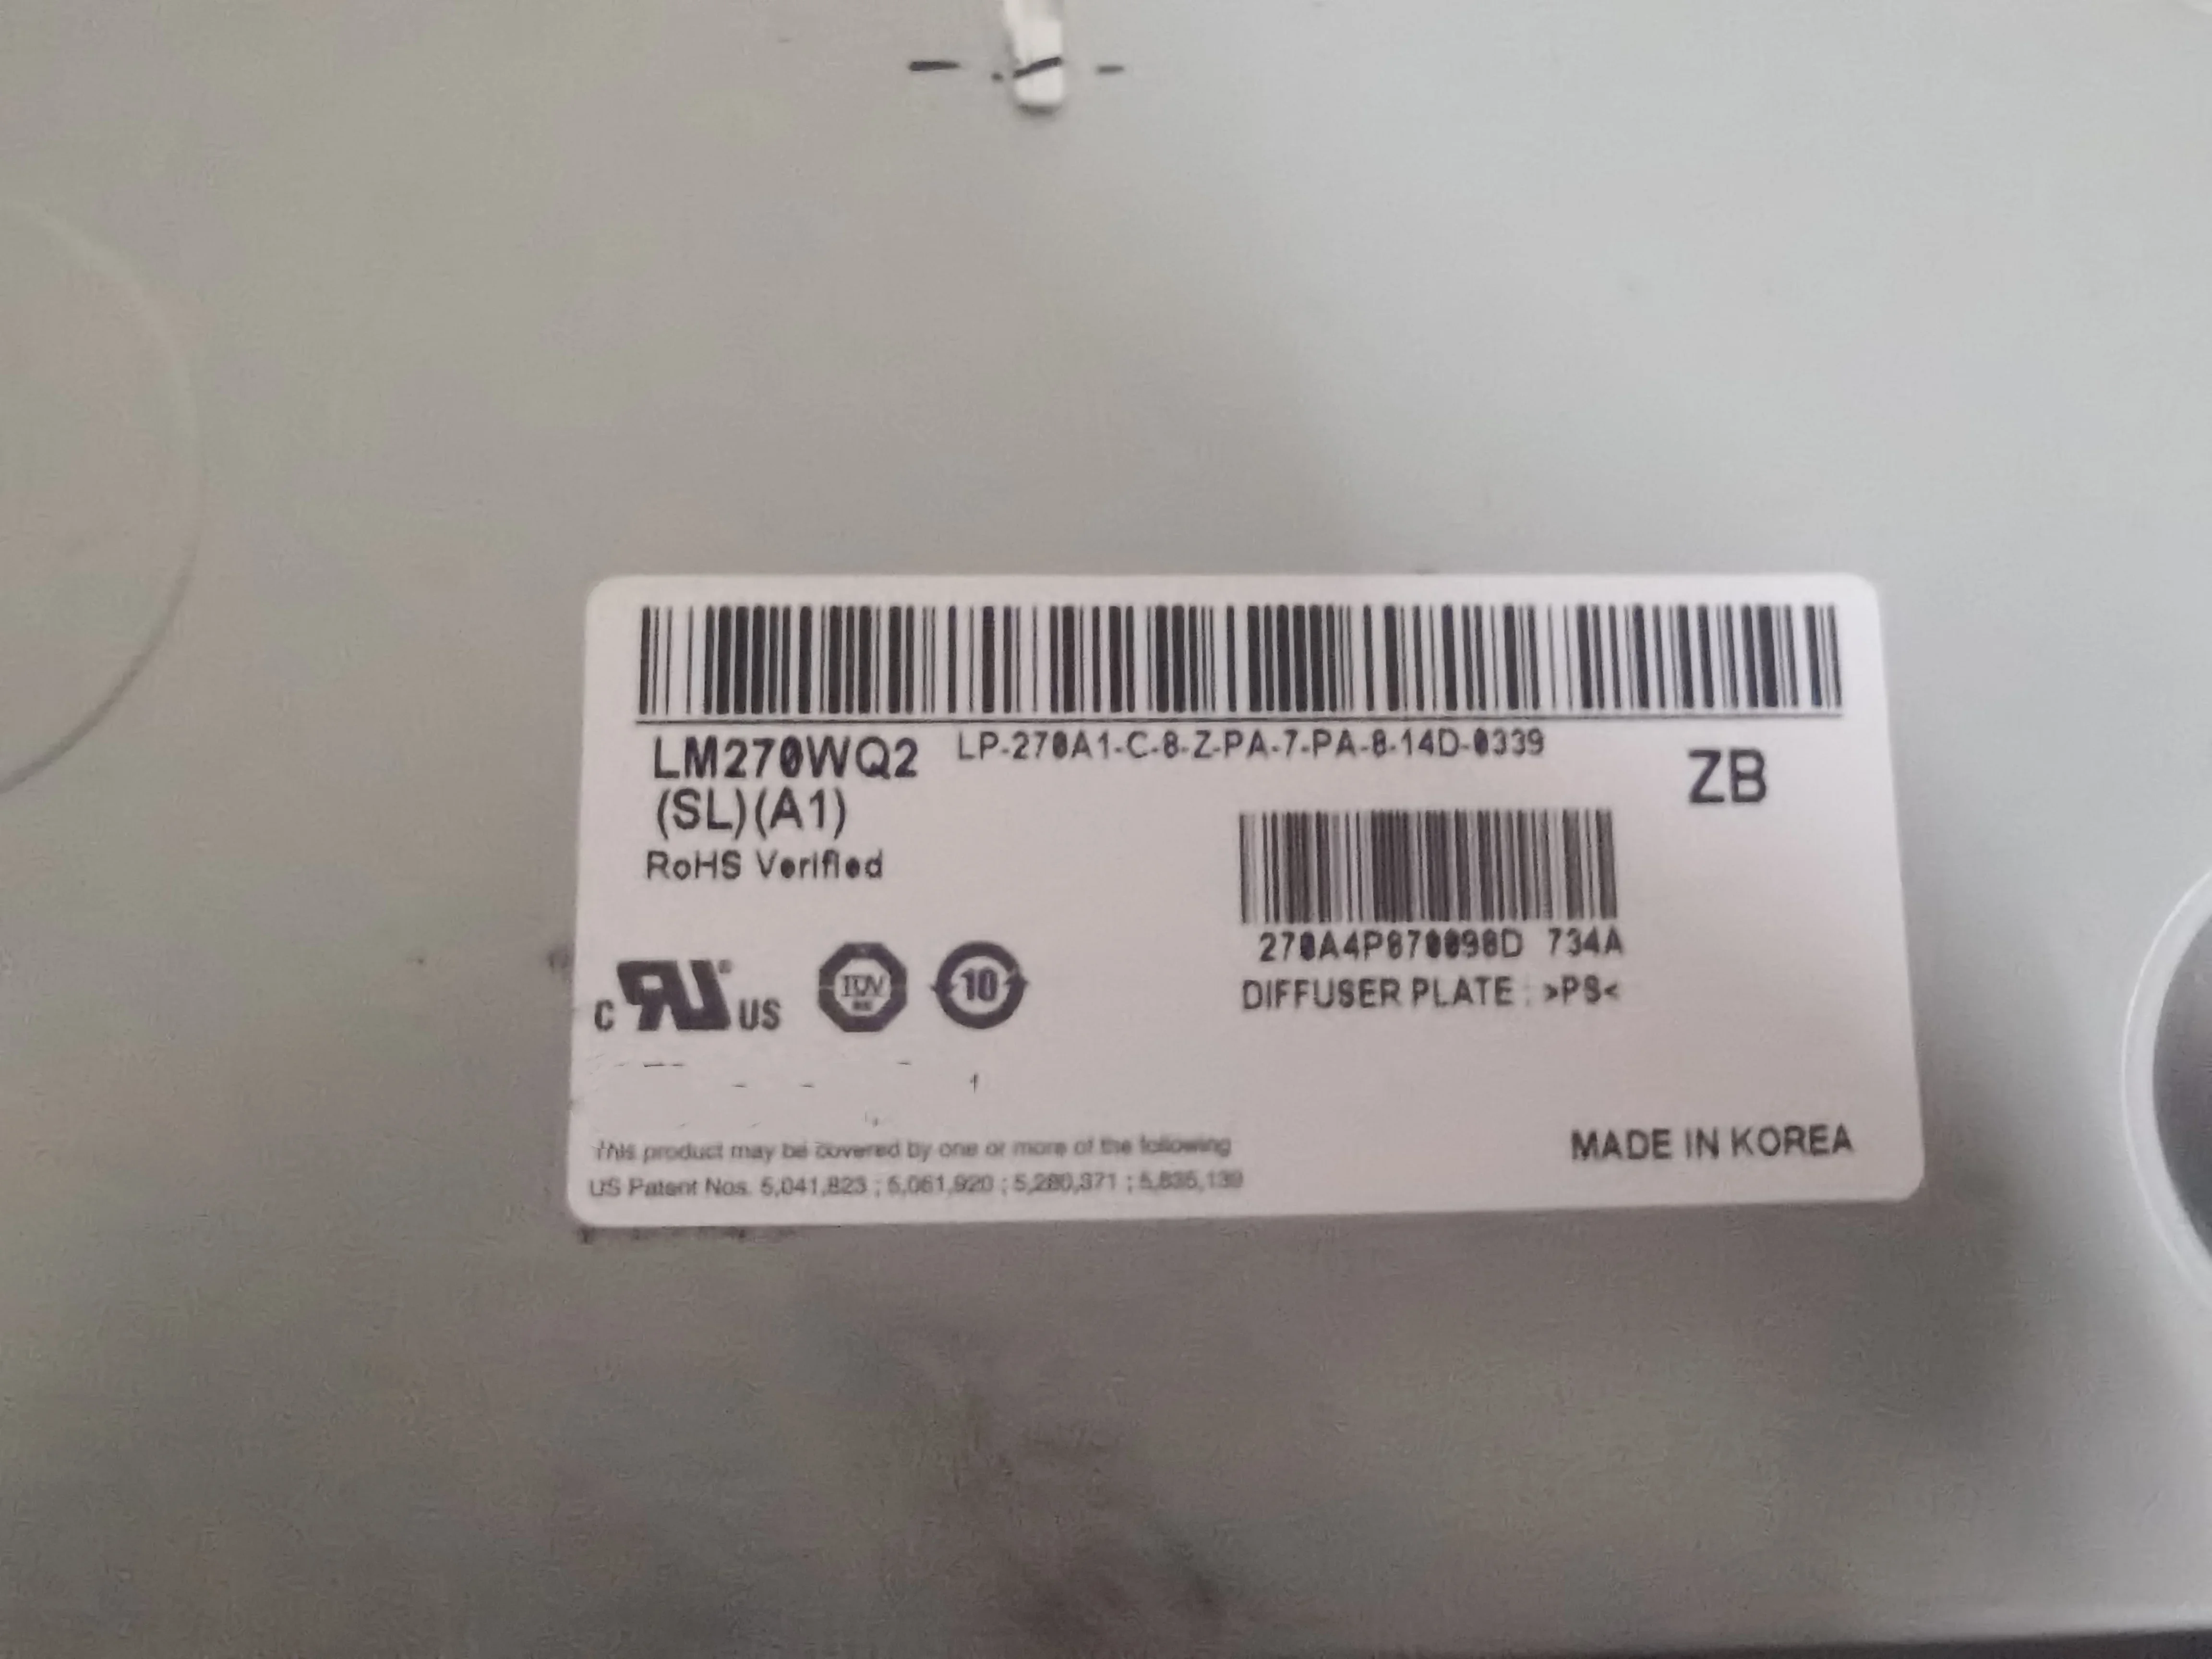 LM270WQ2 LP-270A1-C-8-Z-PA-7-PA-8-14D-0339
(SL)(A1) ZB
RoHS Verified
270A4P870098D 734A
DIFFUSER PLATE : >PS<
c US TÜV 10
This product may be covered by one or more of the following
US Patent Nos. 5,041,823 ; 5,061,920 ; 5,280,371 ; 5,835,139
MADE IN KOREA